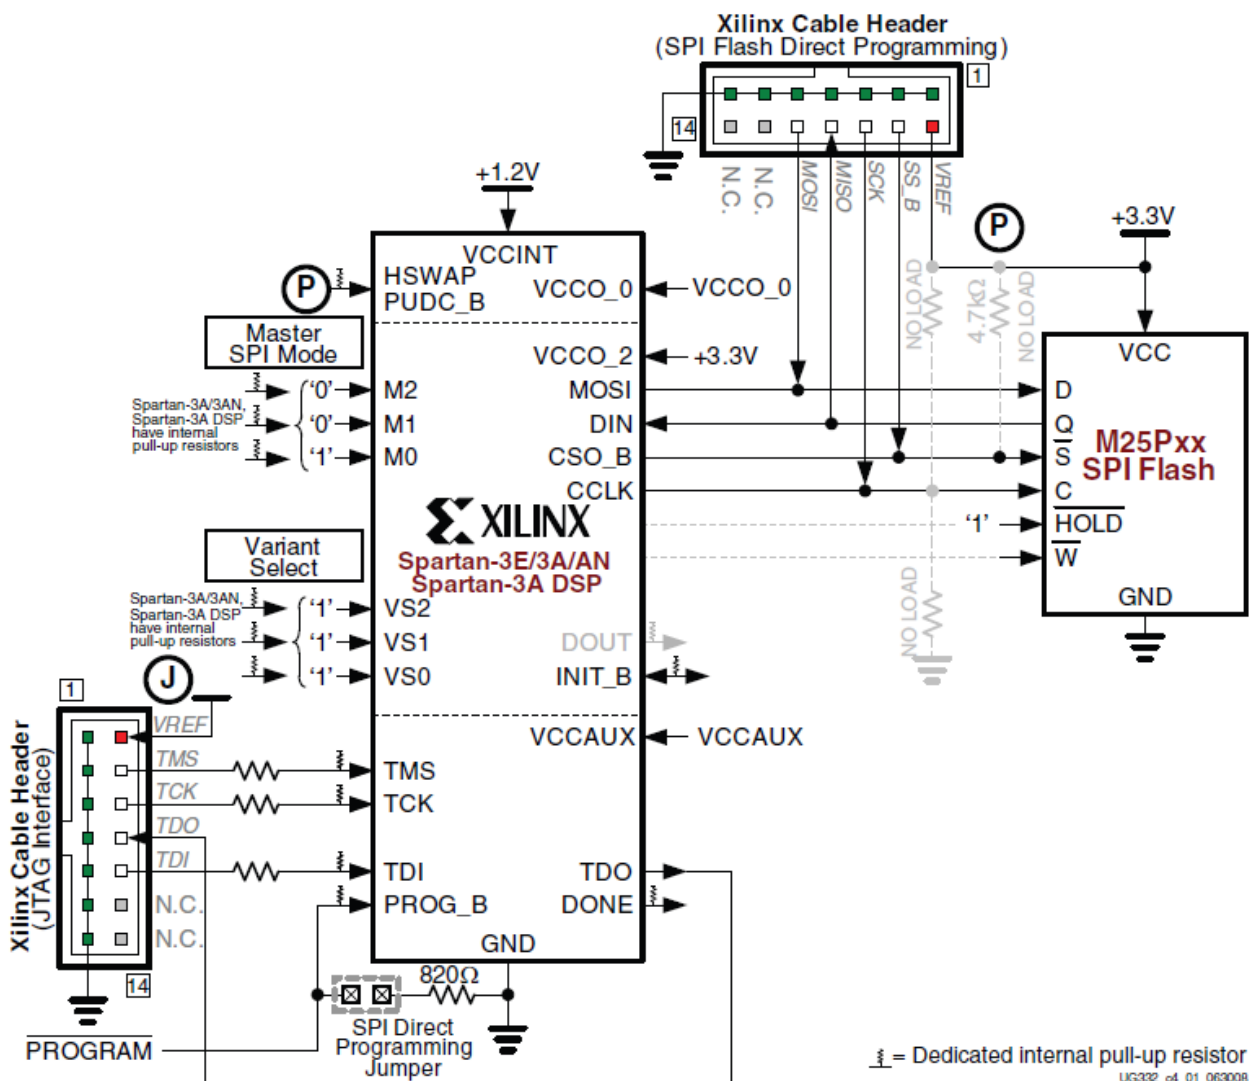 Xilinx Cable Header
(SPI Flash Direct Programming)
1
14
N.C.
N.C.
MOSI
MISO
SCK
SS_B
VREF
+1.2V
P
+3.3V
VCCINT
P
HSWAP
PUDC_B
VCCO_0
VCCO_0
NO LOAD
4.7kΩ
NO LOAD
Master
SPI Mode
VCCO_2
+3.3V
VCC
Spartan-3A/3AN,
Spartan-3A DSP
have internal
pull-up resistors
'0'
M2
MOSI
D
'0'
M1
DIN
Q
'1'
M0
CSO_B
S
M25Pxx
SPI Flash
CCLK
C
XILINX
'1'
HOLD
Variant
Select
Spartan-3E/3A/AN
Spartan-3A DSP
W
Spartan-3A/3AN,
Spartan-3A DSP
have internal
pull-up resistors
'1'
VS2
NO LOAD
GND
'1'
VS1
DOUT
'1'
VS0
INIT_B
J
1
Xilinx Cable Header
(JTAG Interface)
VREF
VCCAUX
VCCAUX
TMS
TMS
TCK
TCK
TDO
TDI
TDI
TDO
N.C.
PROG_B
DONE
N.C.
GND
14
820Ω
SPI Direct
Programming
Jumper
PROGRAM
= Dedicated internal pull-up resistor
UG332_c4_01_063008